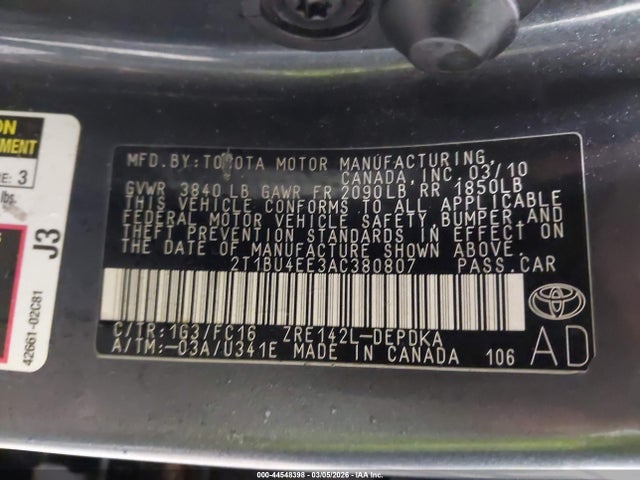 ON
EMENT
E: 3
lbs.
J3
42661-02C81
MFD. BY: TOYOTA MOTOR MANUFACTURING,
CANADA, INC. 03/10
GVWR 3840 LB GAWR FR 2090LB RR 1850LB
THIS VEHICLE CONFORMS TO ALL APPLICABLE
FEDERAL MOTOR VEHICLE SAFETY, BUMPER, AND
THEFT PREVENTION STANDARDS IN EFFECT ON
THE DATE OF MANUFACTURE SHOWN ABOVE.
2T1BU4EE3AC380807 PASS. CAR
C/TR: 1G3/FC16 ZRE142L-DEPDKA
A/TM: -03A/U341E MADE IN CANADA 106
AD
000-44548398 - 03/05/2026 - IAA Inc.